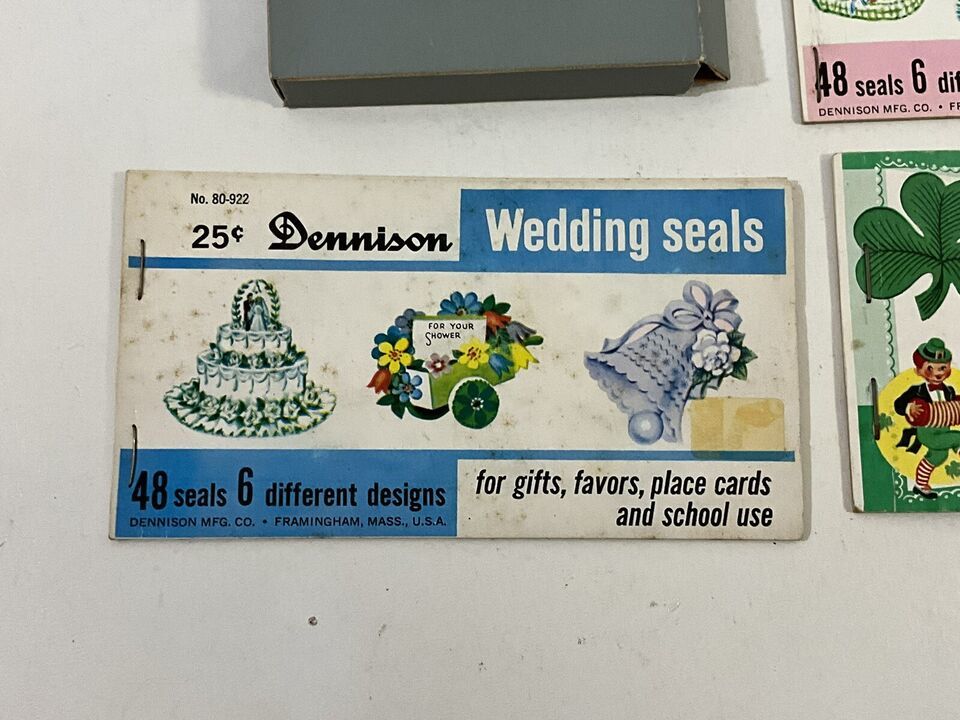 48 seals 6
DENNISON MFG. CO. •
No. 80-922
25¢ Dennison
Wedding seals
FOR YOUR
SHOWER
48 seals 6 different designs
DENNISON MFG. CO. • FRAMINGHAM, MASS., U.S.A.
for gifts, favors, place cards
and school use